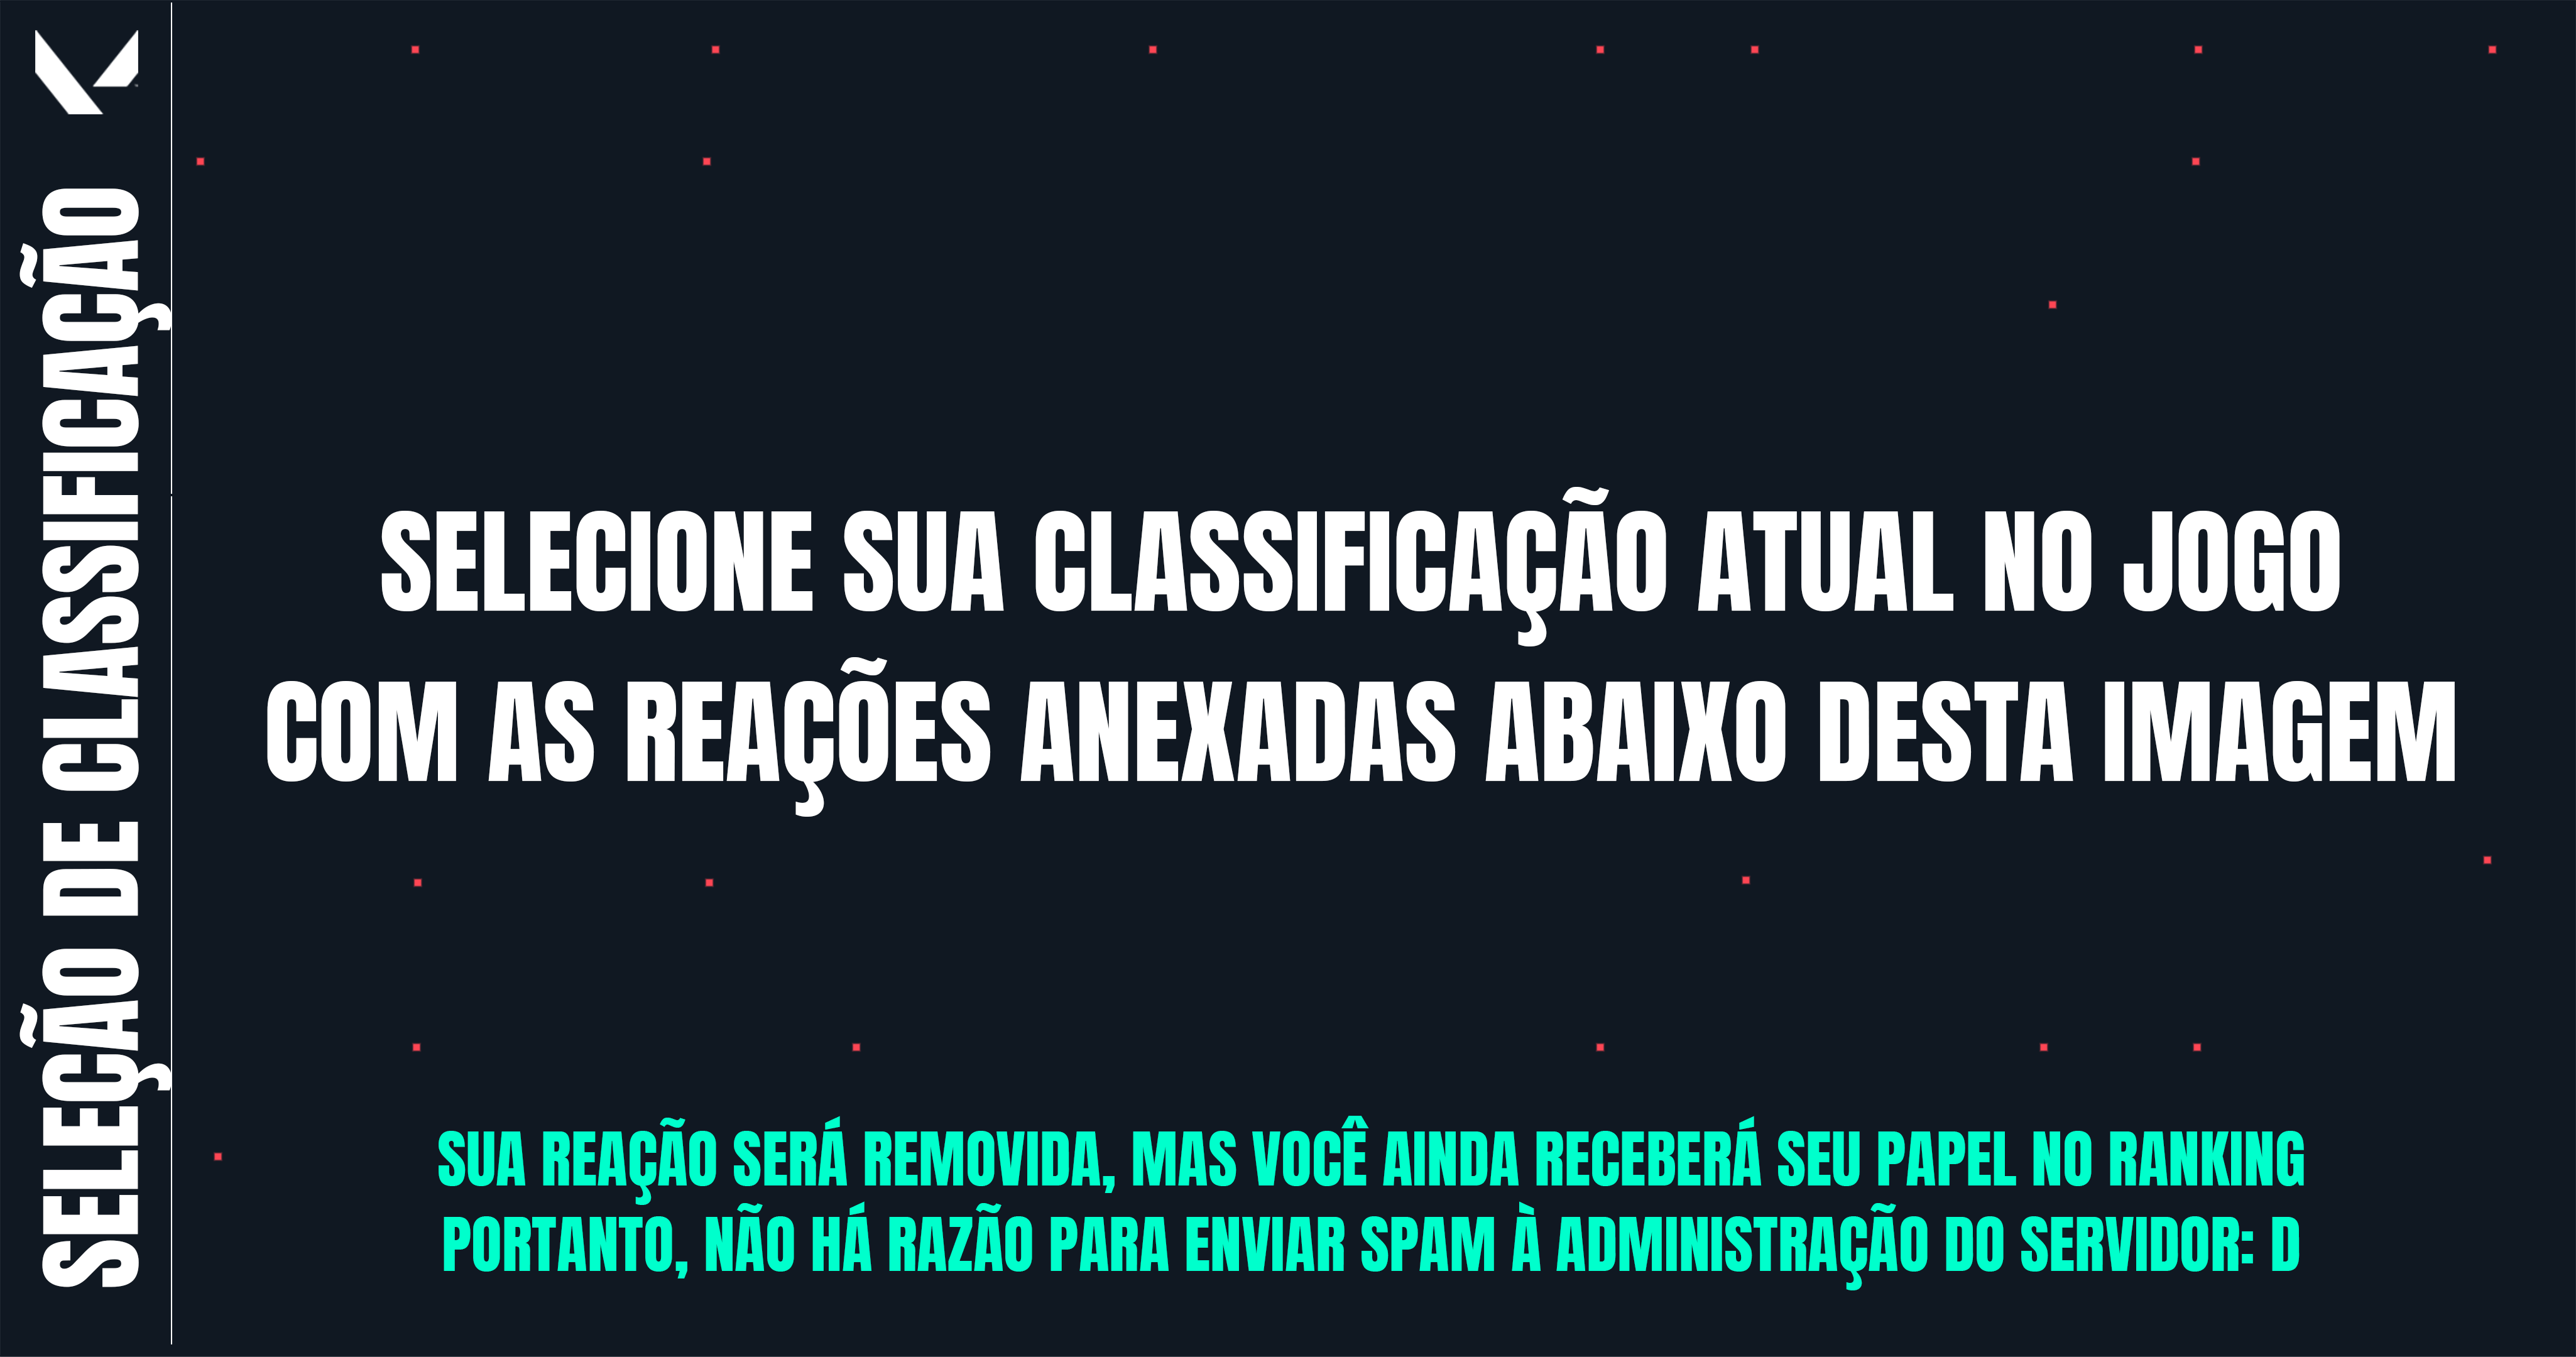 SELEÇÃO DE CLASSIFICAÇÃO
SELECIONE SUA CLASSIFICAÇÃO ATUAL NO JOGO
COM AS REAÇÕES ANEXADAS ABAIXO DESTA IMAGEM
SUA REAÇÃO SERÁ REMOVIDA, MAS VOCÊ AINDA RECEBERÁ SEU PAPEL NO RANKING
PORTANTO, NÃO HÁ RAZÃO PARA ENVIAR SPAM À ADMINISTRAÇÃO DO SERVIDOR: D